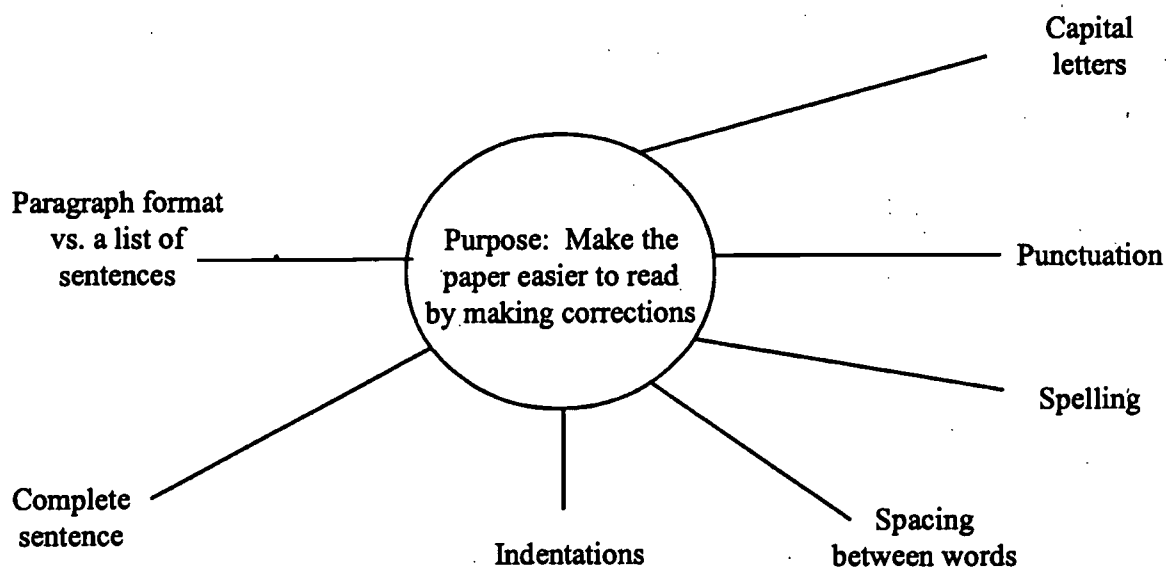 Capital
letters
Paragraph format
vs. a list of
sentences
Purpose: Make the
paper easier to read
by making corrections
Punctuation
Spelling
Complete
sentence
Indentations
Spacing
between words